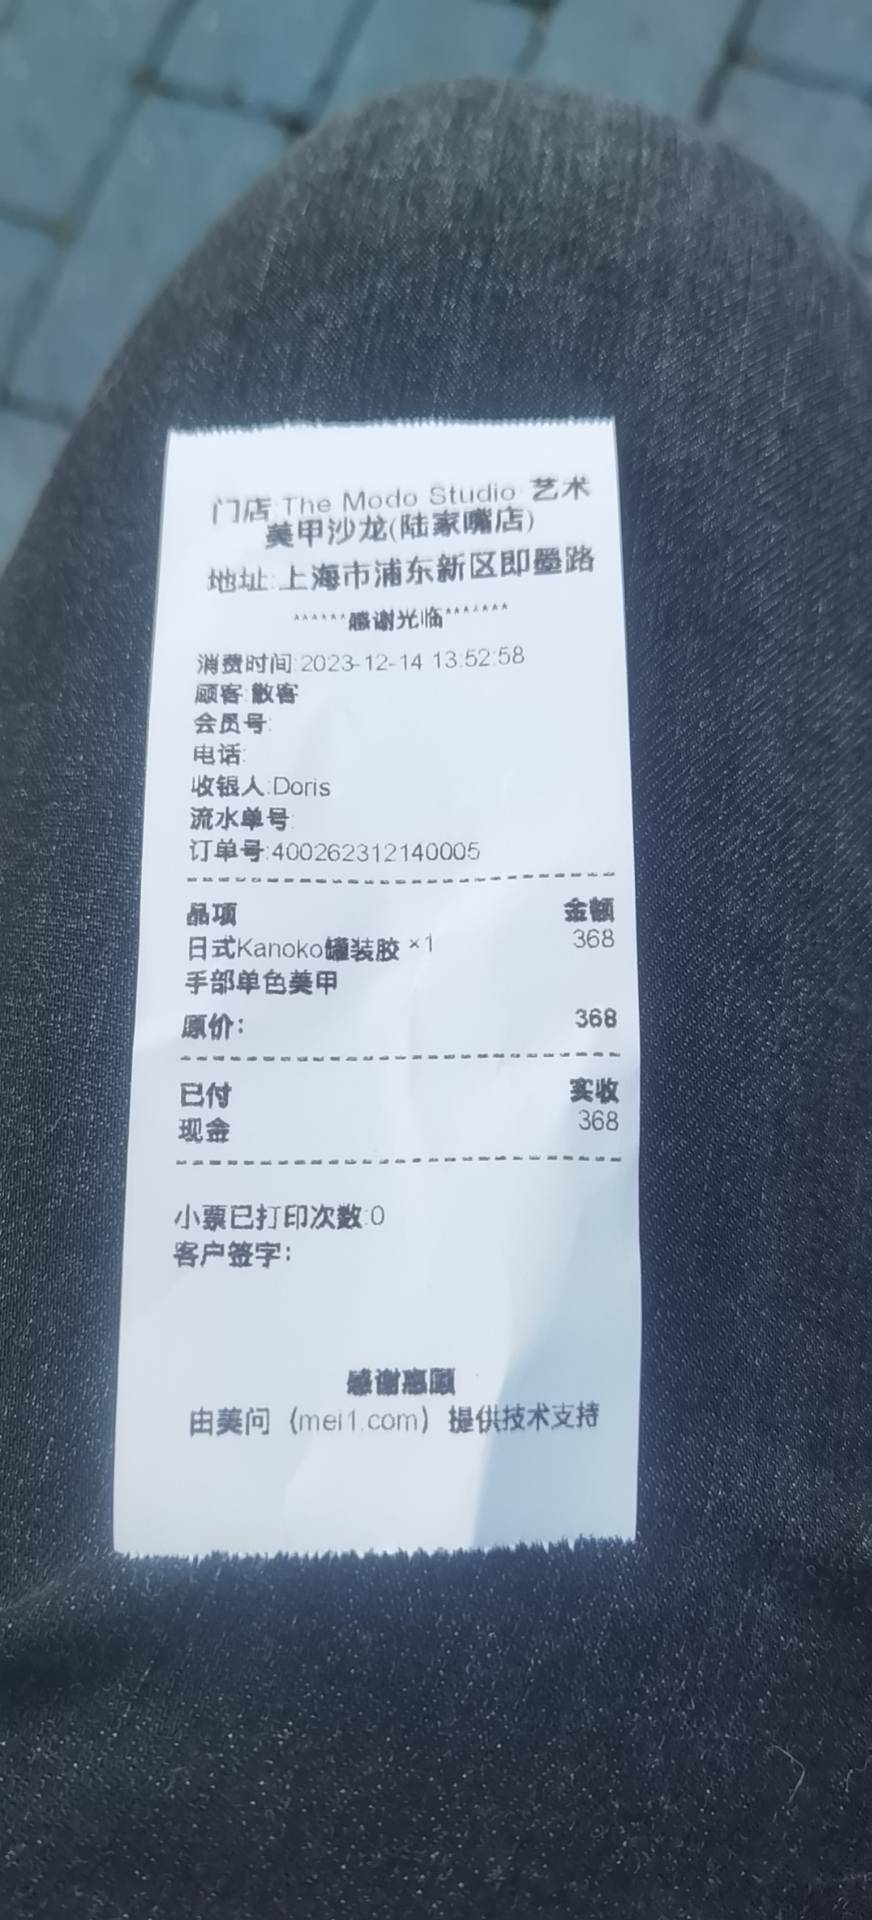 门店:The Modo Studio 艺术
美甲沙龙(陆家嘴店)
地址:上海市浦东新区即墨路
******感谢光临*******
消费时间:2023-12-14 13:52:58
顾客:散客
会员号:
电话:
收银人:Doris
流水单号:
订单号:400262312140005
品项 金额
日式Kanoko罐装胶 ×1 368
手部单色美甲
原价: 368
已付 实收
现金 368
小票已打印次数:0
客户签字:
感谢惠顾
由美问（mei1.com）提供技术支持